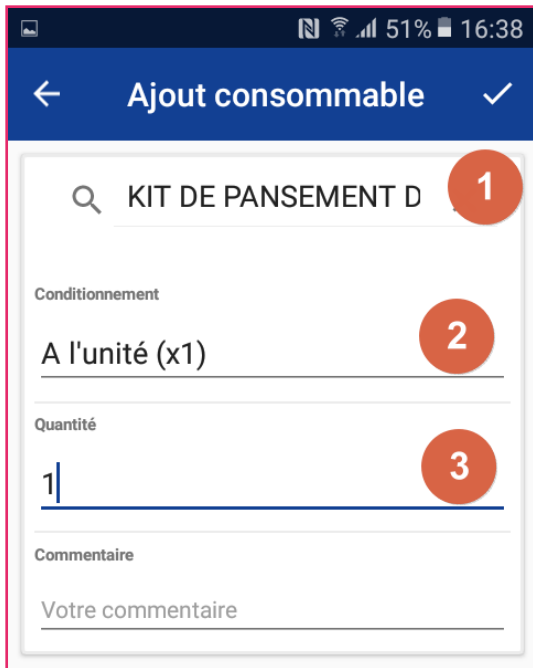 51% 16:38
Ajout consommable
KIT DE PANSEMENT D
1
Conditionnement
A l'unité (x1)
2
Quantité
1
3
Commentaire
Votre commentaire